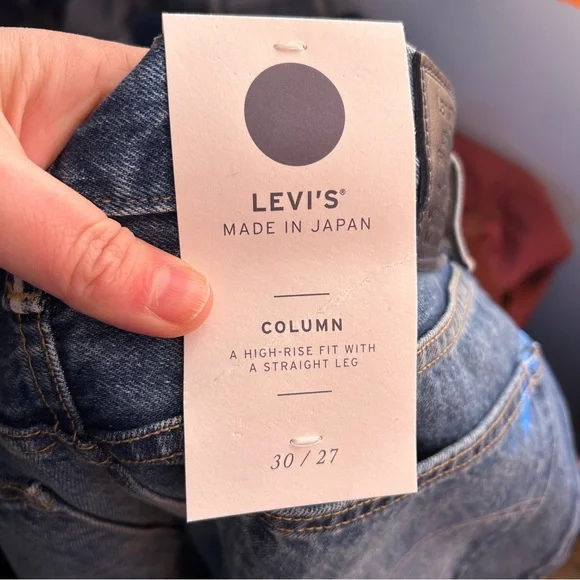 LEVI'S®
MADE IN JAPAN
COLUMN
A HIGH-RISE FIT WITH
A STRAIGHT LEG
30 / 27